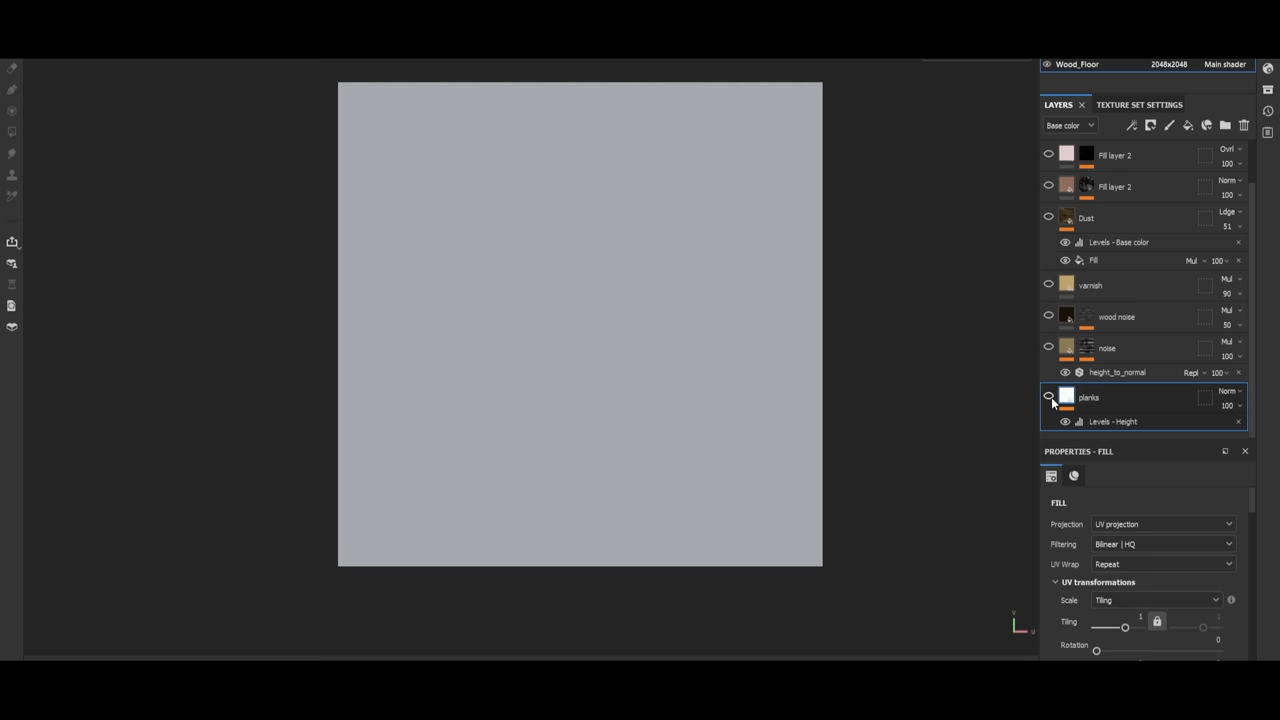 Wood_Floor 2048x2048 Main shader
LAYERS TEXTURE SET SETTINGS
Base color
Fill layer 2 Ovrl 100
Fill layer 2 Norm 100
Dust Ldge 51
Levels - Base color
Fill Mul 100
varnish Mul 90
wood noise Mul 50
noise Mul 100
height_to_normal Repl 100
planks Norm 100
Levels - Height
PROPERTIES - FILL
FILL
Projection UV projection
Filtering Bilinear | HQ
UV Wrap Repeat
UV transformations
Scale Tiling
Tiling 1 1
Rotation 0
V
U